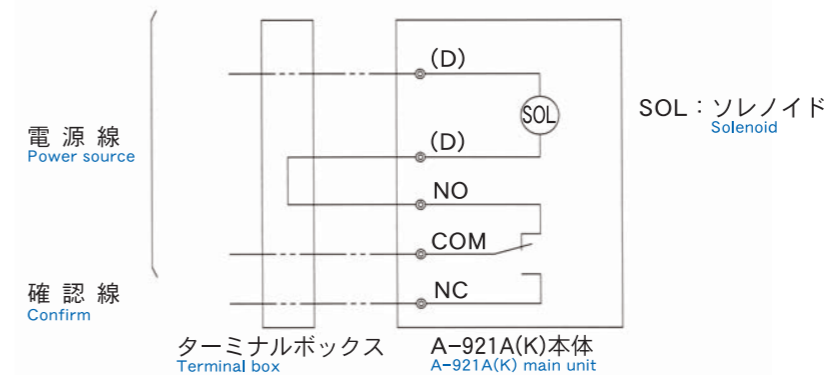 (D)
SOL
SOL：ソレノイド
Solenoid
電源線
Power source
(D)
NO
COM
NC
確認線
Confirm
ターミナルボックス
Terminal box
A-921A(K)本体
A-921A(K) main unit